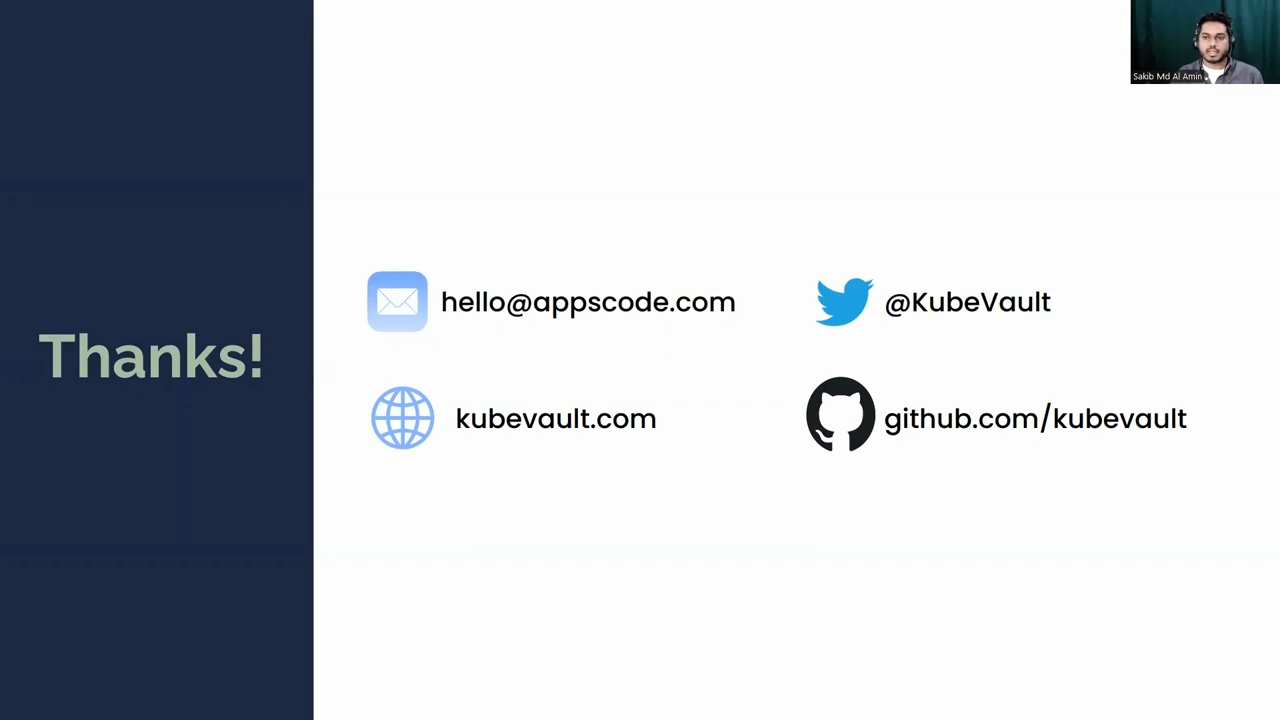 Sakib Md Al Amin
Thanks!
hello@appscode.com
@KubeVault
kubevault.com
github.com/kubevault